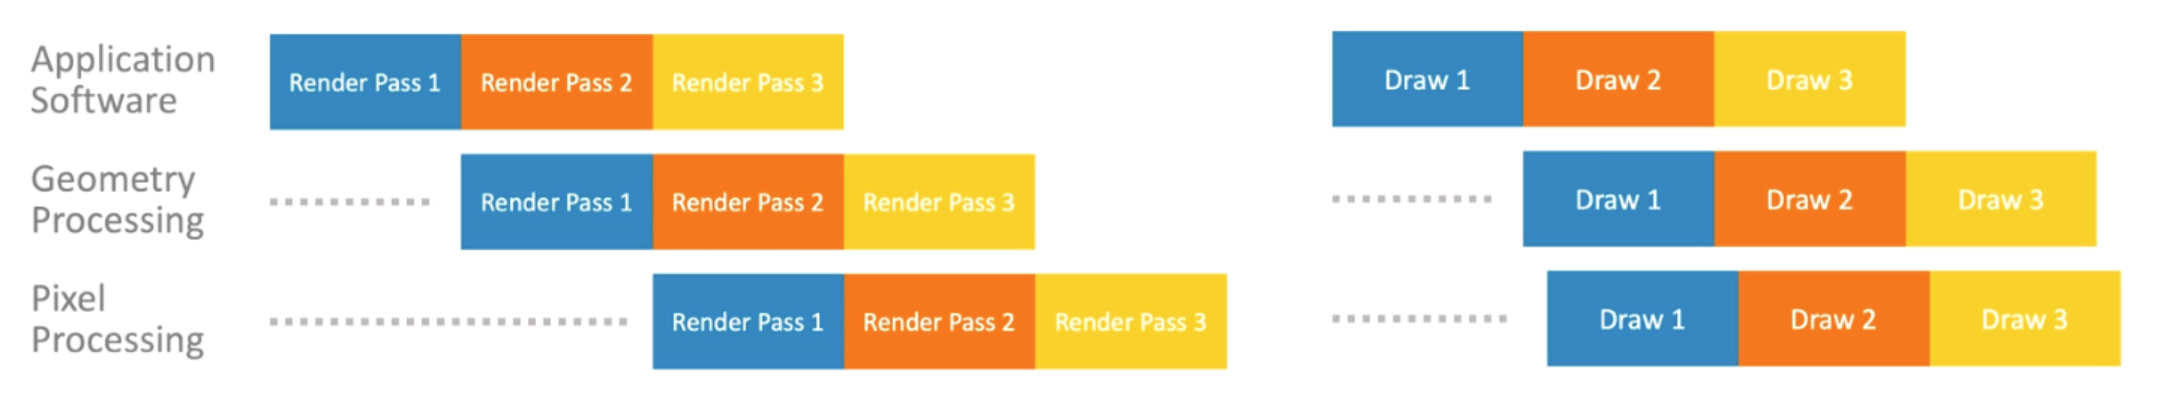 Application
Software
Render Pass 1 Render Pass 2 Render Pass 3
Draw 1 Draw 2 Draw 3
Geometry
Processing
Render Pass 1 Render Pass 2 Render Pass 3
Draw 1 Draw 2 Draw 3
Pixel
Processing
Render Pass 1 Render Pass 2 Render Pass 3
Draw 1 Draw 2 Draw 3